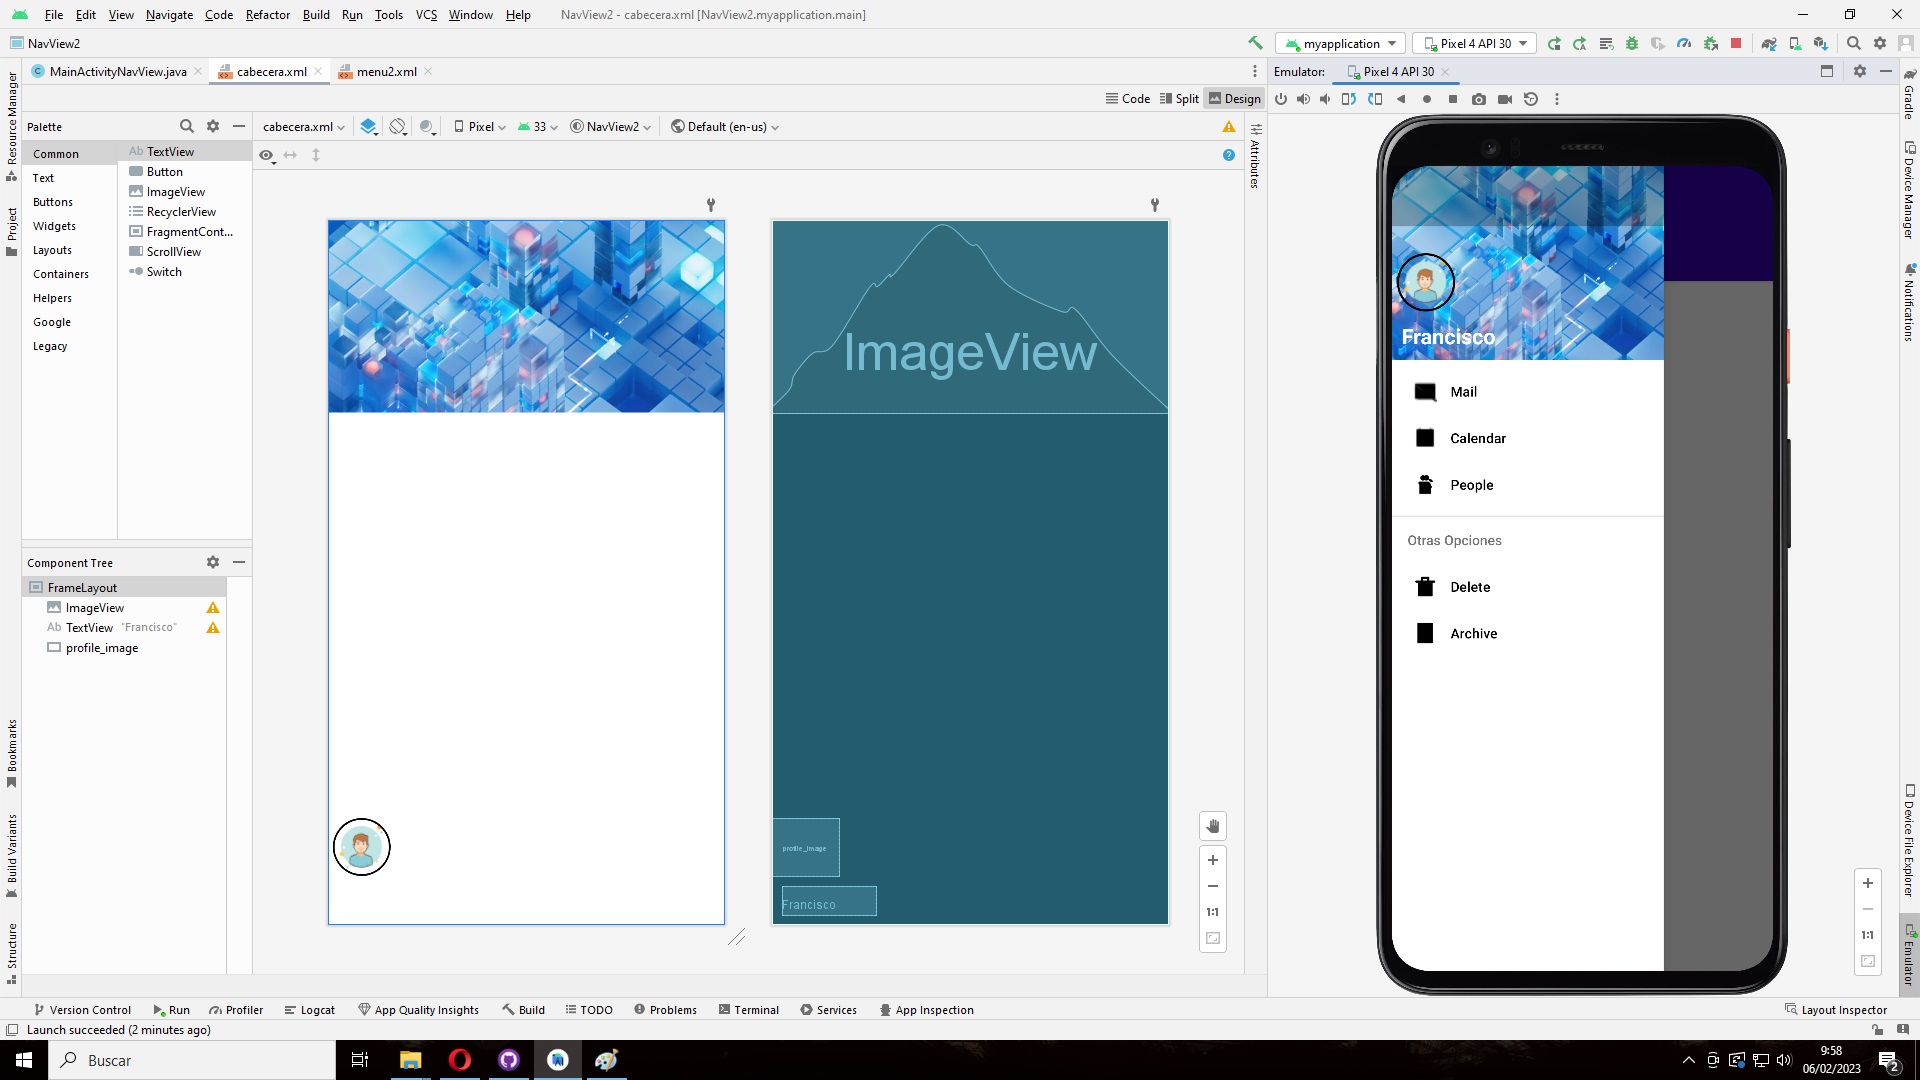 File Edit View Navigate Code Refactor Build Run Tools VCS Window Help NavView2 - cabecera.xml [NavView2.myapplication.main]
NavView2 myapplication Pixel 4 API 30
MainActivityNavView.java cabecera.xml menu2.xml Emulator: Pixel 4 API 30
Code Split Design
Palette cabecera.xml Pixel 33 NavView2 Default (en-us)
Common
Text
Buttons
Widgets
Layouts
Containers
Helpers
Google
Legacy
Ab TextView
Button
ImageView
RecyclerView
FragmentCont...
ScrollView
Switch
Component Tree
FrameLayout
ImageView
Ab TextView "Francisco"
profile_image
ImageView
profile_image
Francisco
1:1
Francisco
Mail
Calendar
People
Otras Opciones
Delete
Archive
1:1
Resource Manager
Project
Bookmarks
Build Variants
Structure
Attributes
Gradle
Device Manager
Notifications
Device File Explorer
Emulator
Version Control Run Profiler Logcat App Quality Insights Build TODO Problems Terminal Services App Inspection Layout Inspector
Launch succeeded (2 minutes ago)
Buscar
9:58
06/02/2023
2